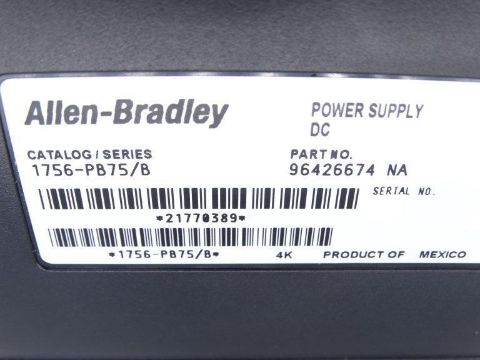 Allen-Bradley
POWER SUPPLY
DC
CATALOG / SERIES
1756-PB75/B
PART NO.
96426674 NA
SERIAL NO.
*21770389*
*1756-PB75/B*
4K
PRODUCT OF MEXICO